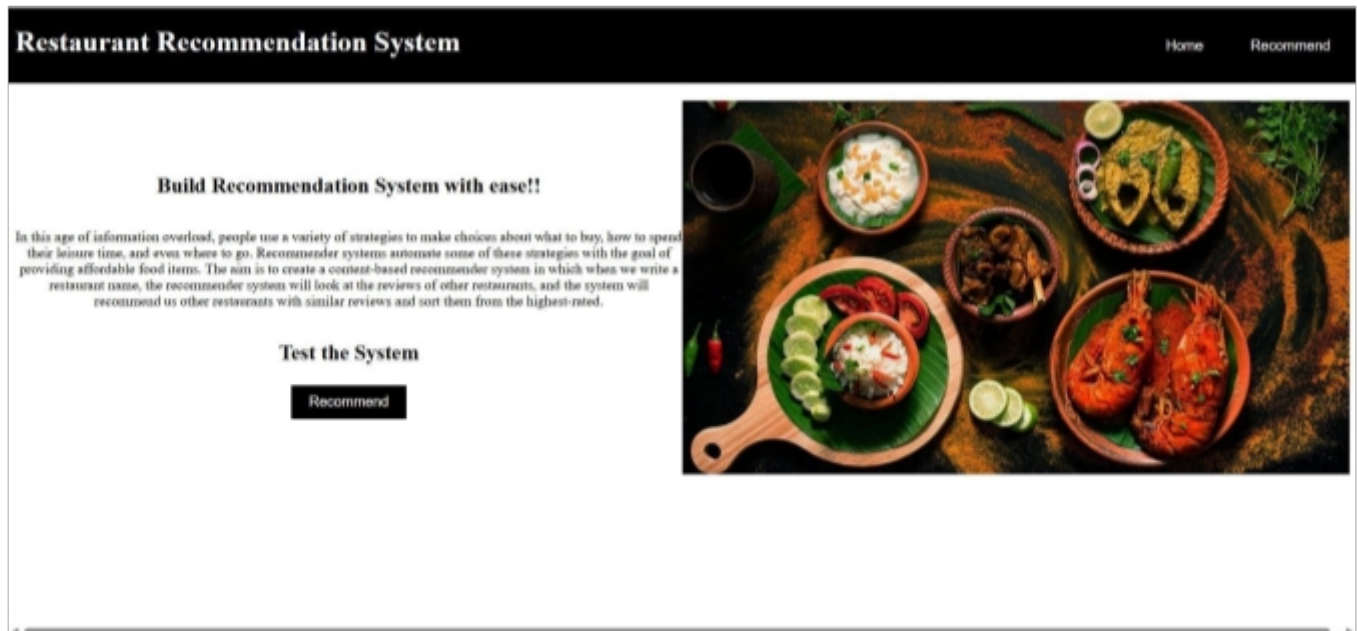 Restaurant Recommendation System
Home Recommend
Build Recommendation System with ease!!
In this age of information overload, people use a variety of strategies to make choices about what to buy, how to spend
their leisure time, and even where to go. Recommender systems automate some of these strategies with the goal of
providing affordable food items. The aim is to create a content-based recommender system in which when we write a
restaurant name, the recommender system will look at the reviews of other restaurants, and the system will
recommend us other restaurants with similar reviews and sort them from the highest-rated.
Test the System
Recommend